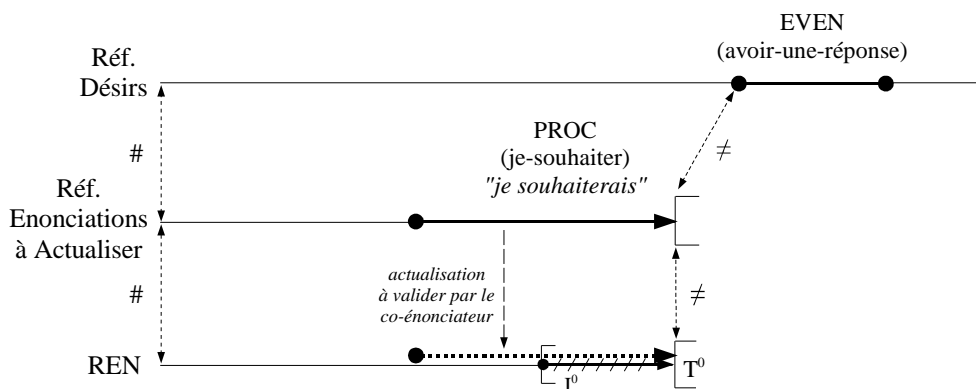 EVEN
(avoir-une-réponse)
Réf.
Désirs
#
≠
PROC
(je-souhaiter)
"je souhaiterais"
Réf.
Enonciations
à Actualiser
#
actualisation
à valider par le
co-énonciateur
≠
REN
T⁰